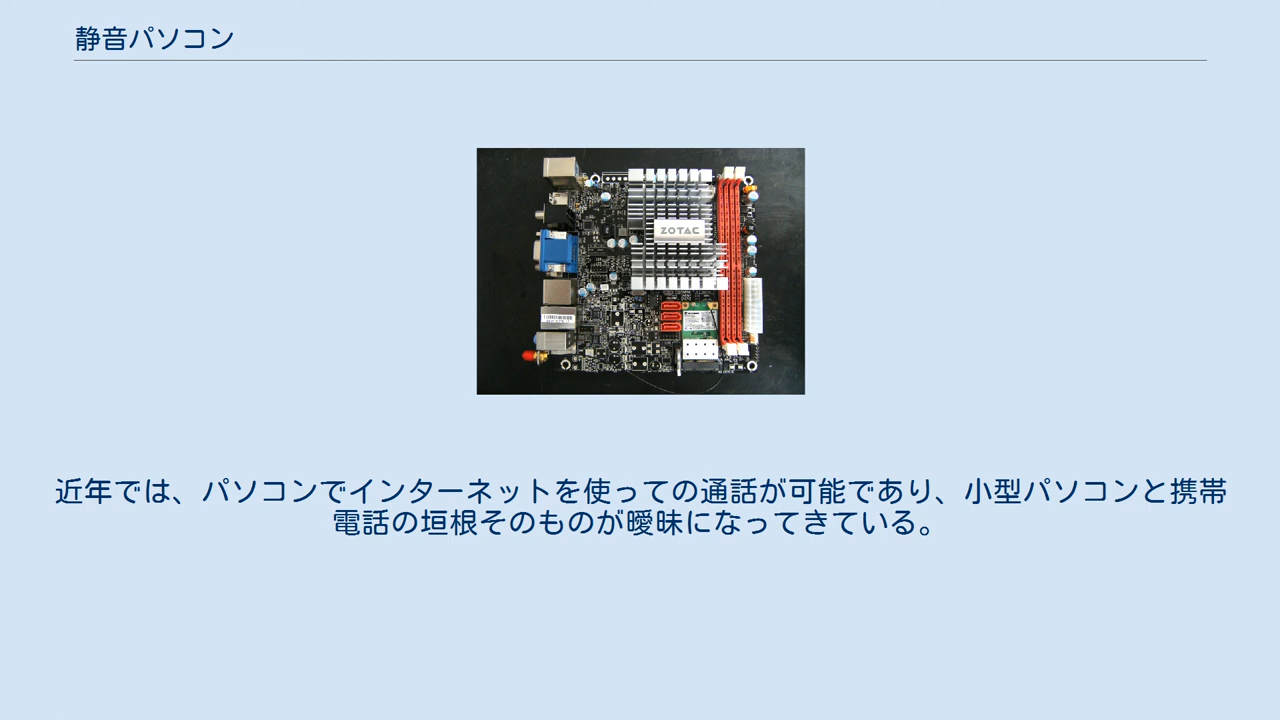 静音パソコン
ZOTAC
近年では、パソコンでインターネットを使っての通話が可能であり、小型パソコンと携帯
電話の垣根そのものが曖昧になってきている。